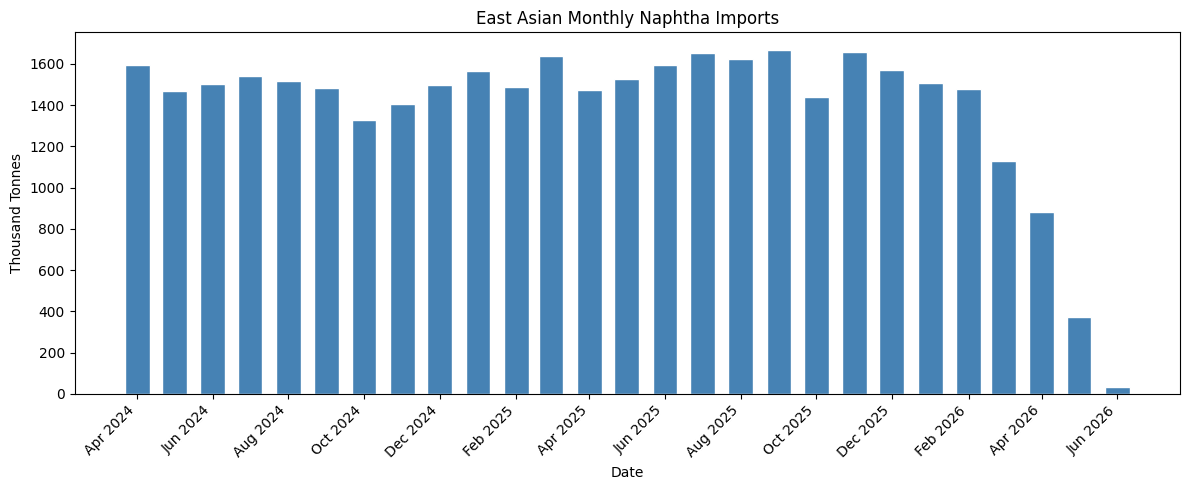 East Asian Monthly Naphtha Imports
Thousand Tonnes
1600
1400
1200
1000
800
600
400
200
0
Apr 2024
Jun 2024
Aug 2024
Oct 2024
Dec 2024
Feb 2025
Apr 2025
Jun 2025
Aug 2025
Oct 2025
Dec 2025
Feb 2026
Apr 2026
Jun 2026
Date